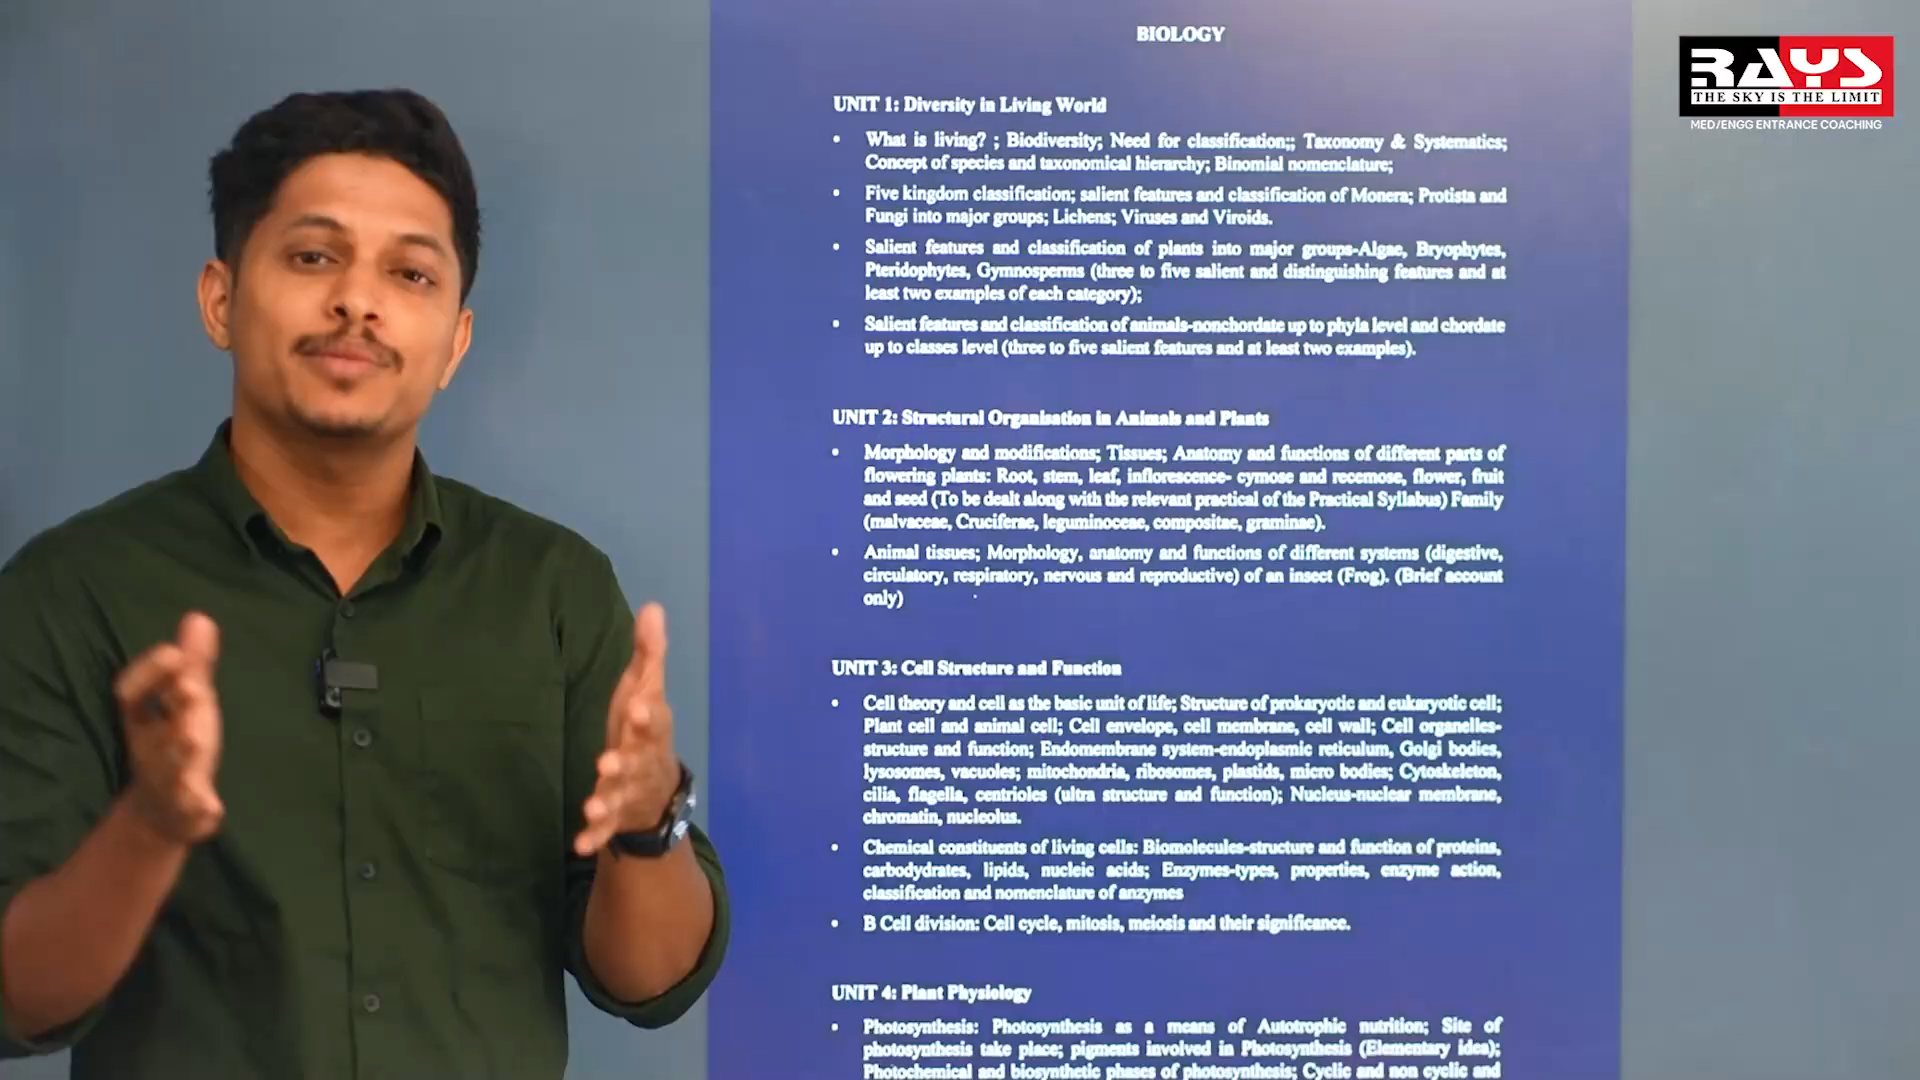 BIOLOGY
RAYS
THE SKY IS THE LIMIT
MED/ENGG ENTRANCE COACHING
UNIT 1: Diversity in Living World
• What is living? ; Biodiversity; Need for classification;; Taxonomy & Systematics;
Concept of species and taxonomical hierarchy; Binomial nomenclature;
• Five kingdom classification; salient features and classification of Monera; Protista and
Fungi into major groups; Lichens; Viruses and Viroids.
• Salient features and classification of plants into major groups-Algae, Bryophytes,
Pteridophytes, Gymnosperms (three to five salient and distinguishing features and at
least two examples of each category);
• Salient features and classification of animals-nonchordate up to phyla level and chordate
up to classes level (three to five salient features and at least two examples).
UNIT 2: Structural Organisation in Animals and Plants
• Morphology and modifications; Tissues; Anatomy and functions of different parts of
flowering plants: Root, stem, leaf, inflorescence- cymose and recemose, flower, fruit
and seed (To be dealt along with the relevant practical of the Practical Syllabus) Family
(malvaceae, Cruciferae, leguminoceae, compositae, graminae).
• Animal tissues; Morphology, anatomy and functions of different systems (digestive,
circulatory, respiratory, nervous and reproductive) of an insect (Frog). (Brief account
only)
UNIT 3: Cell Structure and Function
• Cell theory and cell as the basic unit of life; Structure of prokaryotic and eukaryotic cell;
Plant cell and animal cell; Cell envelope, cell membrane, cell wall; Cell organelles-
structure and function; Endomembrane system-endoplasmic reticulum, Golgi bodies,
lysosomes, vacuoles; mitochondria, ribosomes, plastids, micro bodies; Cytoskeleton,
cilia, flagella, centrioles (ultra structure and function); Nucleus-nuclear membrane,
chromatin, nucleolus.
• Chemical constituents of living cells: Biomolecules-structure and function of proteins,
carbodydrates, lipids, nucleic acids; Enzymes-types, properties, enzyme action,
classification and nomenclature of anzymes
• B Cell division: Cell cycle, mitosis, meiosis and their significance.
UNIT 4: Plant Physiology
• Photosynthesis: Photosynthesis as a means of Autotrophic nutrition; Site of
photosynthesis take place; pigments involved in Photosynthesis (Elementary idea);
Photochemical and biosynthetic phases of photosynthesis; Cyclic and non cyclic and